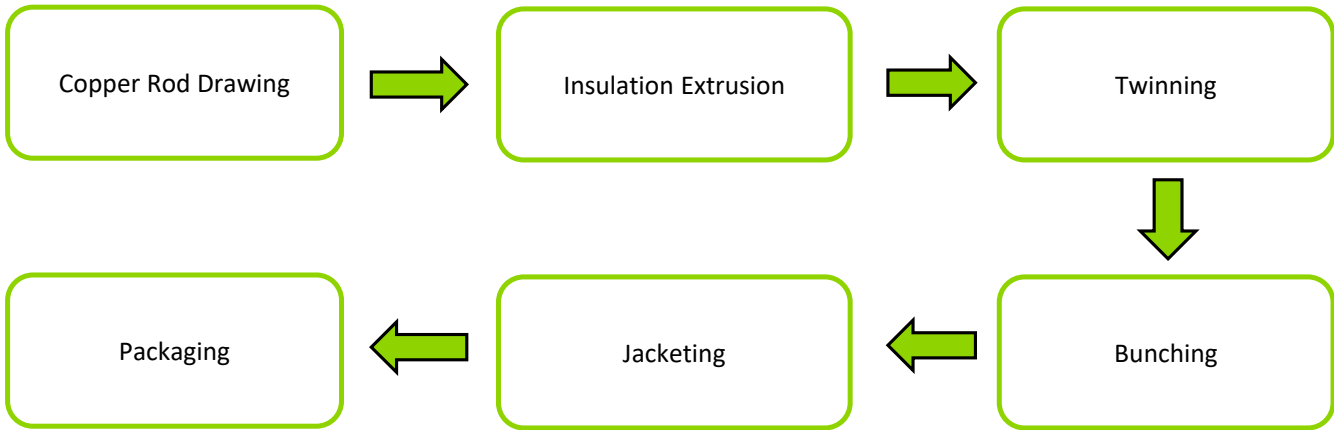 Copper Rod Drawing
Insulation Extrusion
Twinning
Bunching
Jacketing
Packaging